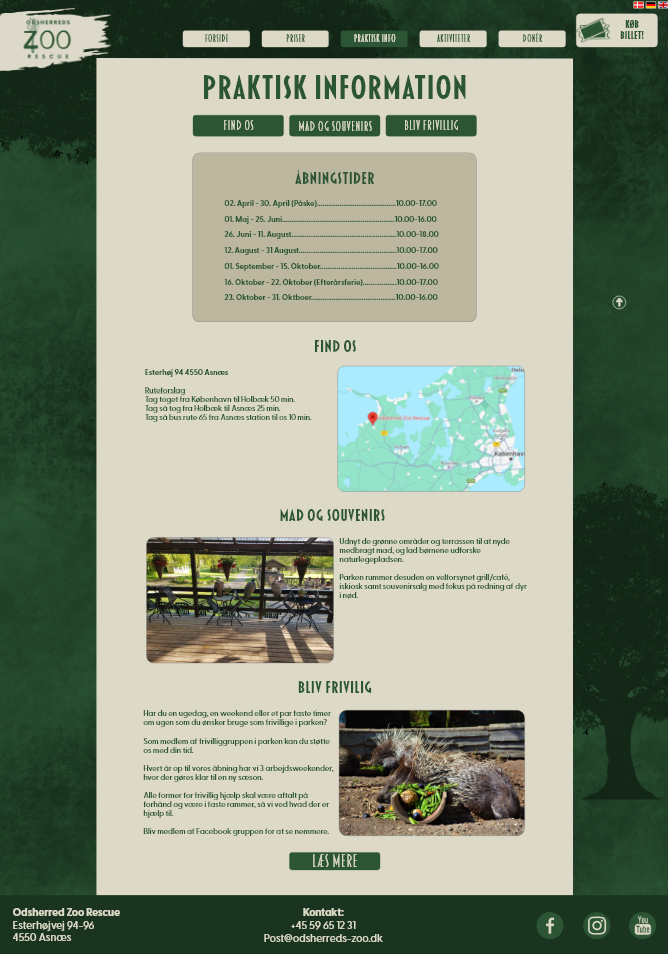 ODSHERREDS
ZOO
RESCUE
FORSIDE
PRISER
PRAKTISK INFO
AKTIVITETER
DONÉR
KØB
BILLET!
PRAKTISK INFORMATION
FIND OS
MAD OG SOUVENIRS
BLIV FRIVILLIG
ÅBNINGSTIDER
02. April - 30. April (Påske)..................................10.00-17.00
01. Maj - 25. Juni................................................10.00-16.00
26. Juni - 11. August.............................................10.00-18.00
12. August - 31 August..........................................10.00-17.00
01. September - 15. Oktober.................................10.00-16.00
16. Oktober - 22. Oktober (Efterårsferie)..............10.00-17.00
23. Oktober - 31. Oktboer....................................10.00-16.00
FIND OS
Esterhøj 94 4550 Asnæs
Ruteforslag
Tag toget fra København til Holbæk 50 min.
Tag så tog fra Holbæk til Asnæs 25 min.
Tag så bus rute 65 fra Asnæs station til os 10 min.
Odsherred Zoo Rescue
København
MAD OG SOUVENIRS
Udnyt de grønne områder og terrassen til at nyde
medbragt mad, og lad børnene udforske
naturlegepladsen.
Parken rummer desuden en velforsynet grill/café,
iskiosk samt souvenirsalg med fokus på redning af dyr
i nød.
BLIV FRIVILIG
Har du en ugedag, en weekend eller et par faste timer
om ugen som du ønsker bruge som frivillige i parken?
Som medlem af frivilliggruppen i parken kan du støtte
os med din tid.
Hvert år op til vores åbning har vi 3 arbejdsweekender,
hvor der gøres klar til en ny sæson.
Alle former for frivillig hjælp skal være aftalt på
forhånd og være i faste rammer, så vi ved hvad der er
hjælp til.
Bliv medlem af Facebook gruppen for at se nemmere.
LÆS MERE
Odsherred Zoo Rescue
Esterhøjvej 94-96
4550 Asnæs
Kontakt:
+45 59 65 12 31
Post@odsherreds-zoo.dk
You
Tube